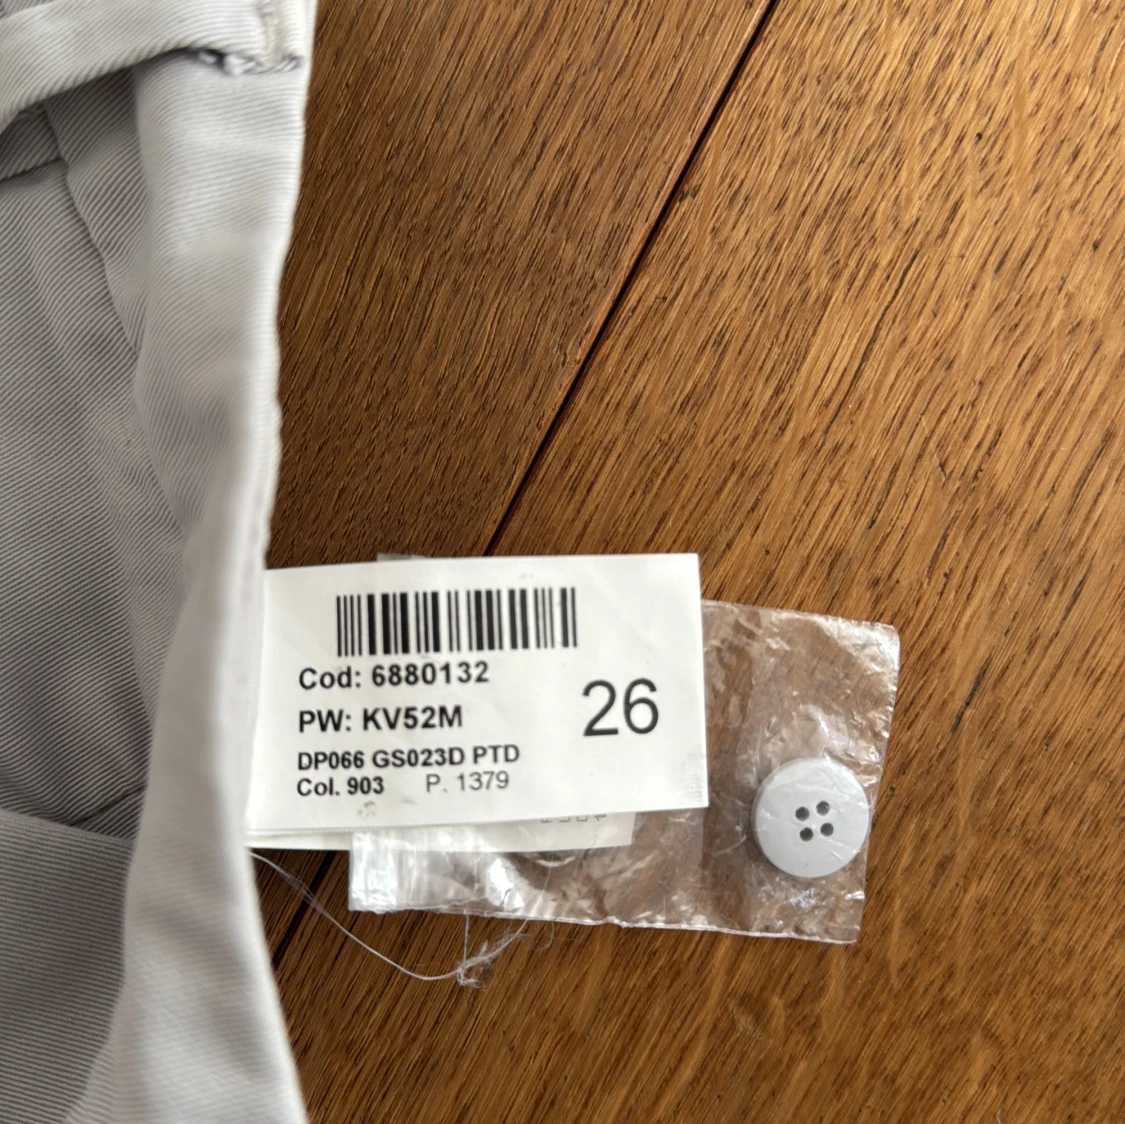 Cod: 6880132
PW: KV52M
26
DP066 GS023D PTD
Col. 903 P. 1379